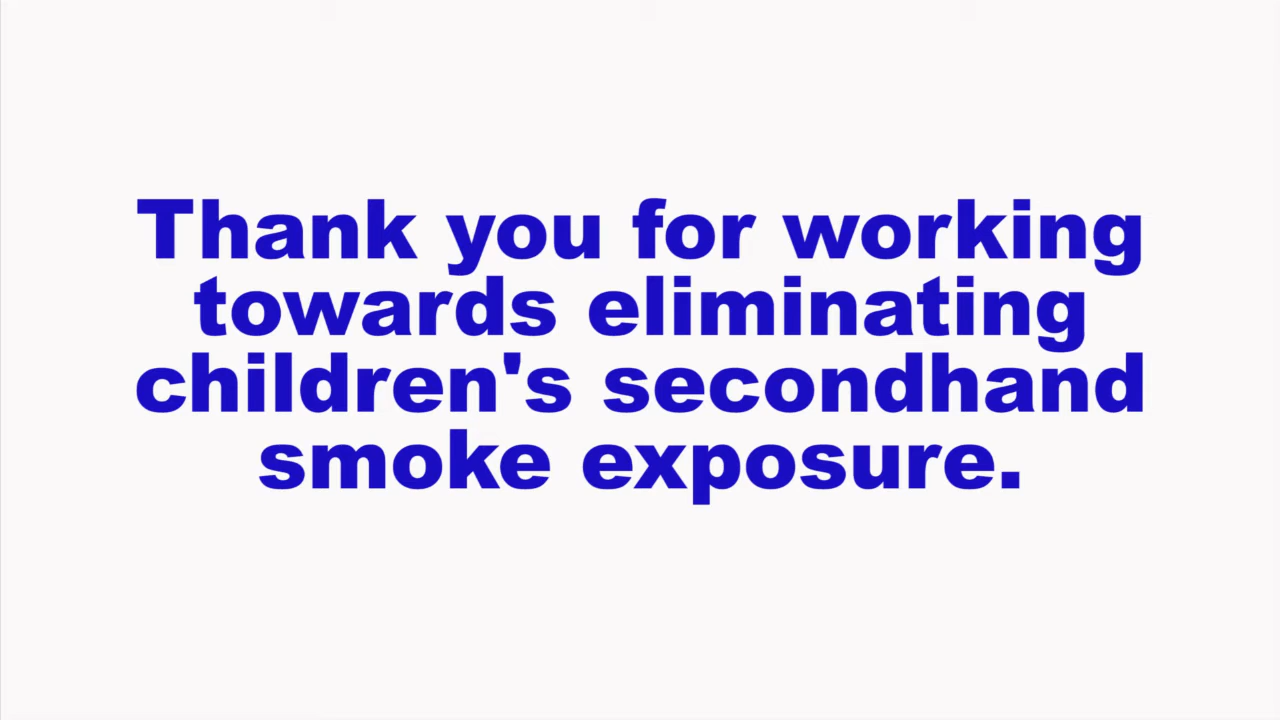 Thank you for working
towards eliminating
children's secondhand
smoke exposure.